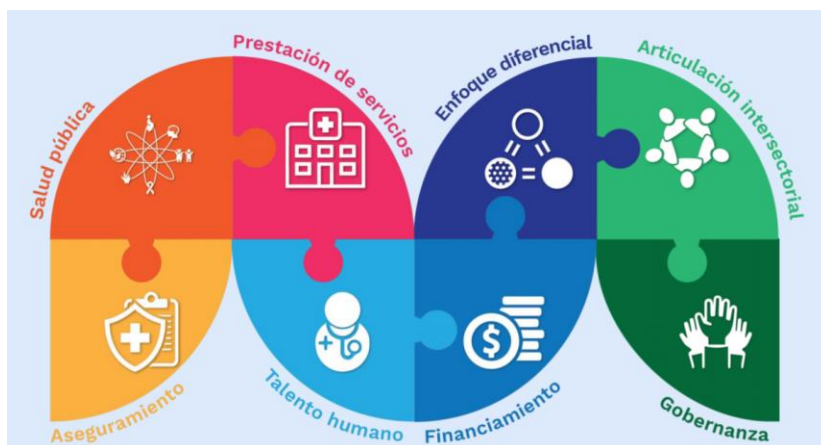 Salud pública
Prestación de servicios
Enfoque diferencial
Articulación intersectorial
$
Aseguramiento
Talento humano
Financiamiento
Gobernanza